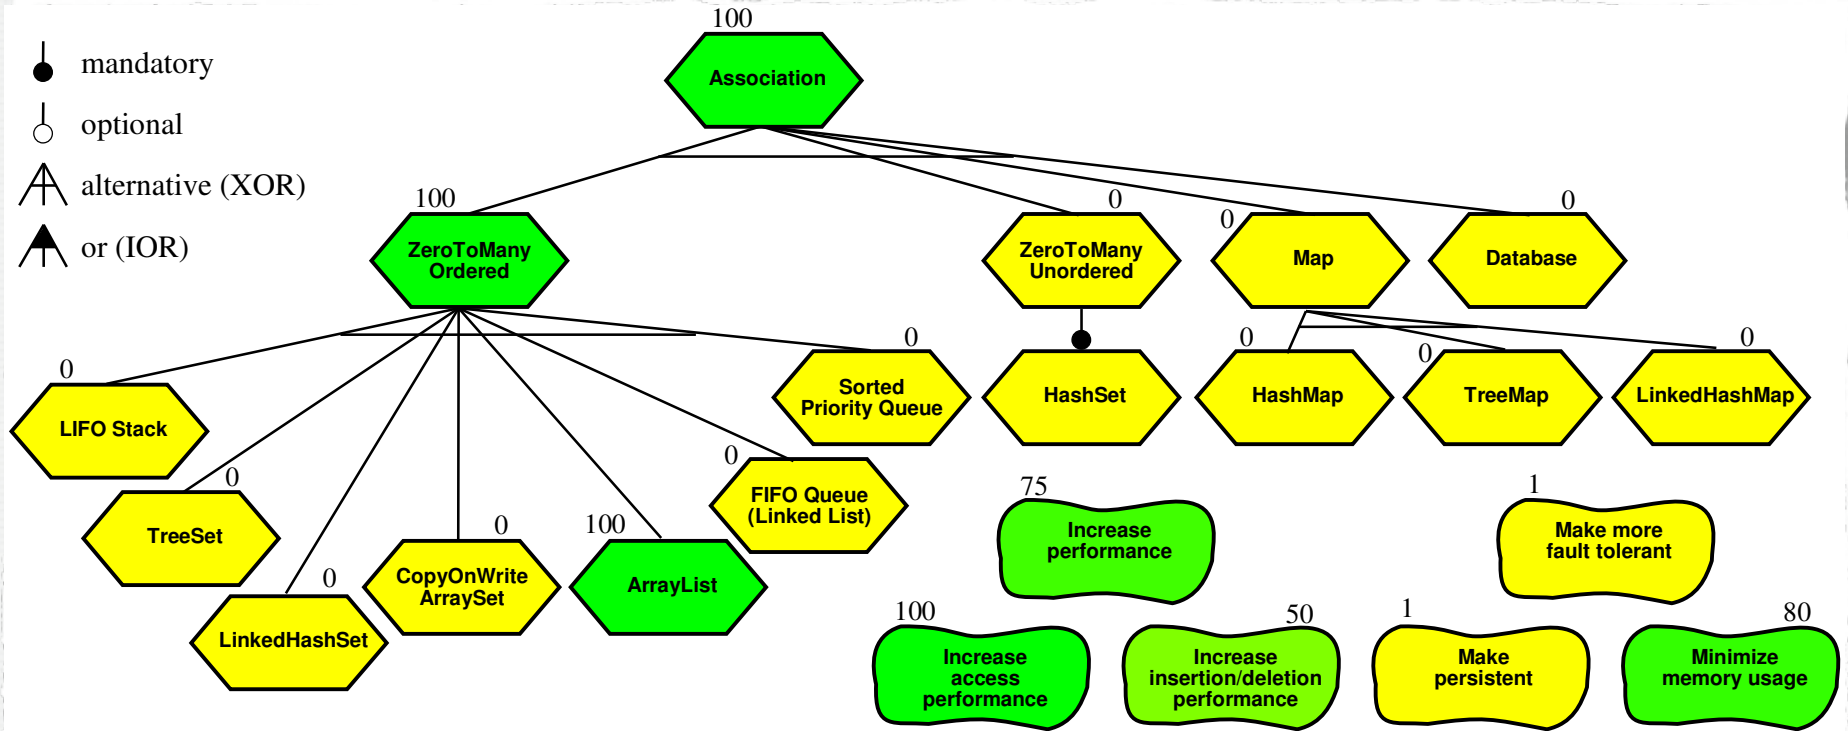 100
Association
mandatory
optional
alternative (XOR)
or (IOR)
100
ZeroToMany
Ordered
0
ZeroToMany
Unordered
0
Map
0
Database
0
LIFO Stack
0
TreeSet
0
LinkedHashSet
0
CopyOnWrite
ArraySet
100
ArrayList
0
FIFO Queue
(Linked List)
0
Sorted
Priority Queue
HashSet
0
HashMap
0
TreeMap
0
LinkedHashMap
75
Increase
performance
1
Make more
fault tolerant
100
Increase
access
performance
50
Increase
insertion/deletion
performance
1
Make
persistent
80
Minimize
memory usage